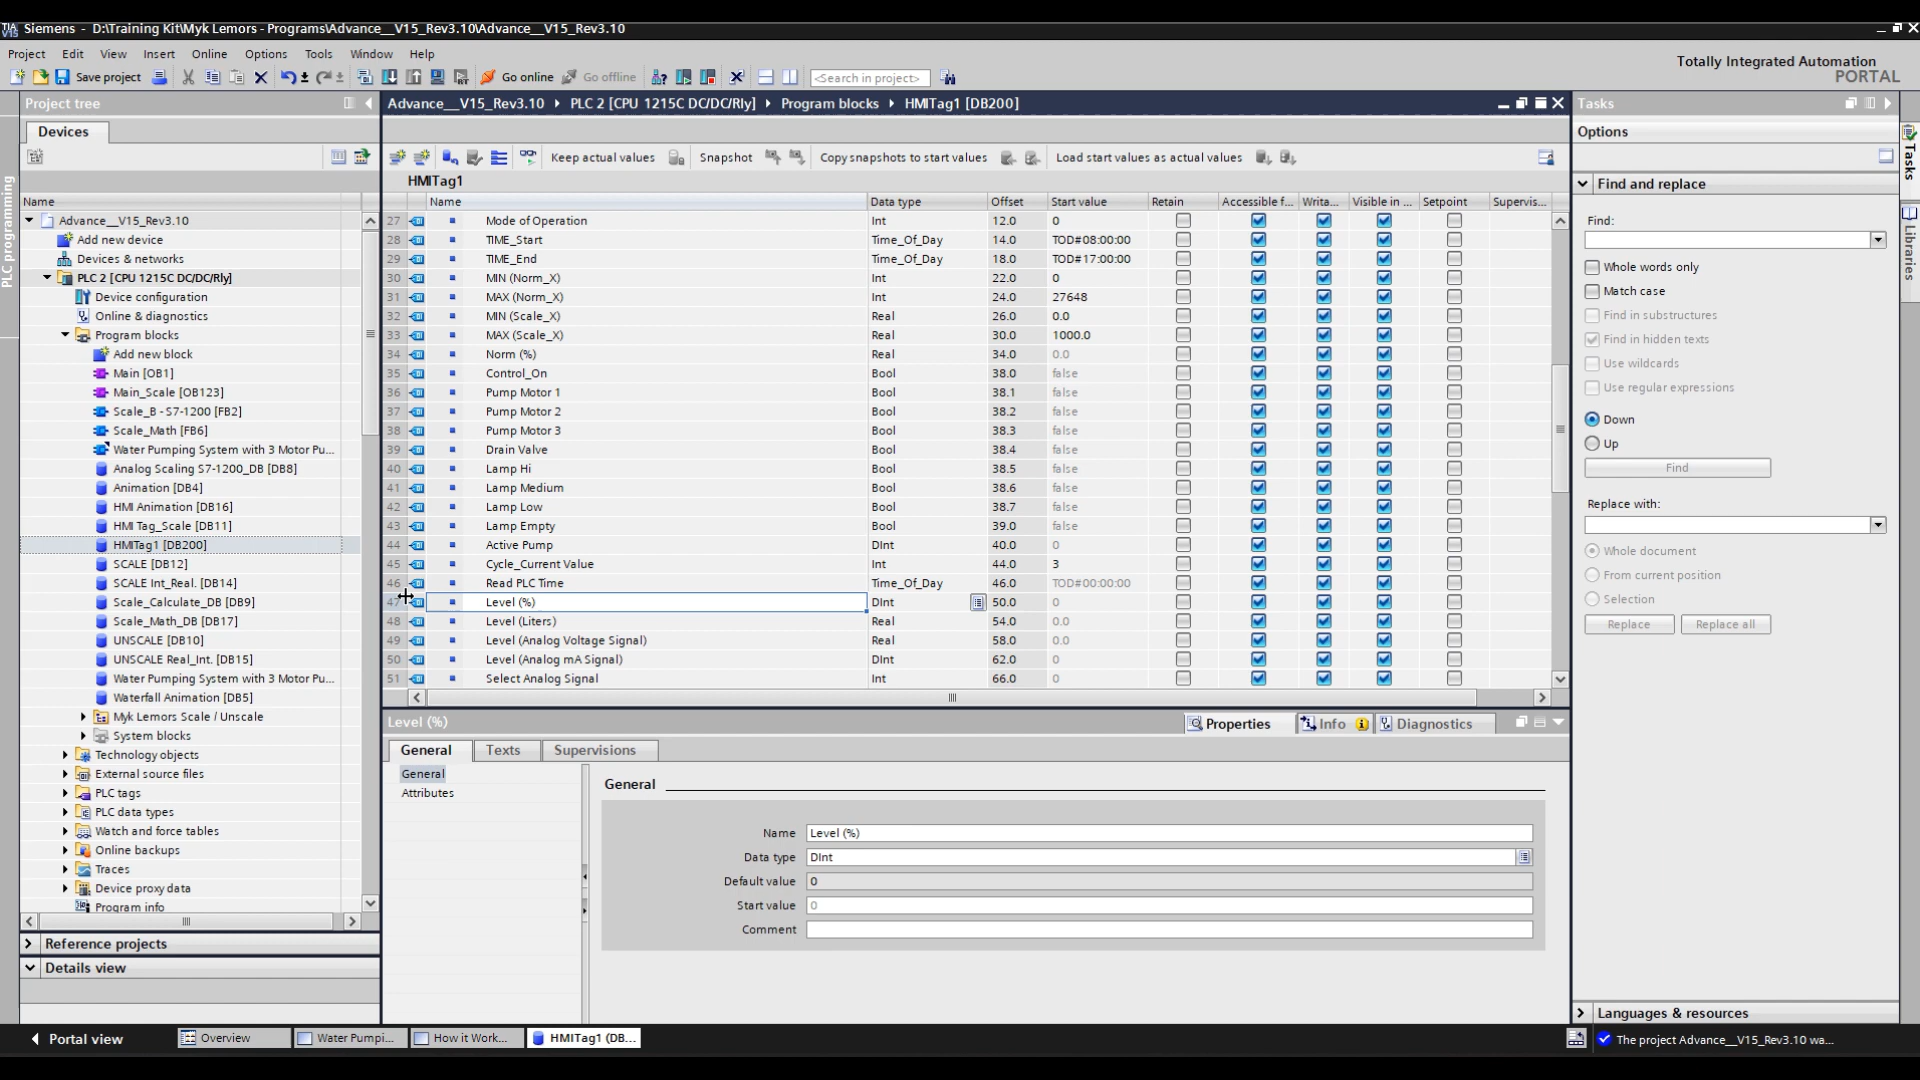 Siemens - D:\Training Kit\Myk Lemors - Programs\Advance__V15_Rev3.10\Advance__V15_Rev3.10
Project Edit View Insert Online Options Tools Window Help
Totally Integrated Automation
PORTAL
Save project Go online Go offline <Search in project>
Project tree
Advance__V15_Rev3.10 PLC 2 [CPU 1215C DC/DC/Rly] Program blocks HMITag1 [DB200]
Tasks
Devices
Options
Keep actual values Snapshot Copy snapshots to start values Load start values as actual values
PLC programming
Name
Advance__V15_Rev3.10
Add new device
Devices & networks
PLC 2 [CPU 1215C DC/DC/Rly]
Device configuration
Online & diagnostics
Program blocks
Add new block
Main [OB1]
Main_Scale [OB123]
Scale_B - S7-1200 [FB2]
Scale_Math [FB6]
Water Pumping System with 3 Motor Pu...
Analog Scaling S7-1200_DB [DB8]
Animation [DB4]
HMI Animation [DB16]
HMI Tag_Scale [DB11]
HMITag1 [DB200]
SCALE [DB12]
SCALE Int_Real. [DB14]
Scale_Calculate_DB [DB9]
Scale_Math_DB [DB17]
UNSCALE [DB10]
UNSCALE Real_Int. [DB15]
Water Pumping System with 3 Motor Pu...
Waterfall Animation [DB5]
Myk Lemors Scale / Unscale
System blocks
Technology objects
External source files
PLC tags
PLC data types
Watch and force tables
Online backups
Traces
Device proxy data
Program info
Reference projects
Details view
HMITag1
Name Data type Offset Start value Retain Accessible f... Writa... Visible in ... Setpoint Supervis...
27 Mode of Operation Int 12.0 0
28 TIME_Start Time_Of_Day 14.0 TOD#08:00:00
29 TIME_End Time_Of_Day 18.0 TOD#17:00:00
30 MIN (Norm_X) Int 22.0 0
31 MAX (Norm_X) Int 24.0 27648
32 MIN (Scale_X) Real 26.0 0.0
33 MAX (Scale_X) Real 30.0 1000.0
34 Norm (%) Real 34.0 0.0
35 Control_On Bool 38.0 false
36 Pump Motor 1 Bool 38.1 false
37 Pump Motor 2 Bool 38.2 false
38 Pump Motor 3 Bool 38.3 false
39 Drain Valve Bool 38.4 false
40 Lamp Hi Bool 38.5 false
41 Lamp Medium Bool 38.6 false
42 Lamp Low Bool 38.7 false
43 Lamp Empty Bool 39.0 false
44 Active Pump DInt 40.0 0
45 Cycle_Current Value Int 44.0 3
46 Read PLC Time Time_Of_Day 46.0 TOD#00:00:00
47 Level (%) DInt 50.0 0
48 Level (Liters) Real 54.0 0.0
49 Level (Analog Voltage Signal) Real 58.0 0.0
50 Level (Analog mA Signal) DInt 62.0 0
51 Select Analog Signal Int 66.0 0
Level (%)
Properties Info Diagnostics
General Texts Supervisions
General
Attributes
General
Name Level (%)
Data type DInt
Default value 0
Start value 0
Comment
Find and replace
Find:
Whole words only
Match case
Find in substructures
Find in hidden texts
Use wildcards
Use regular expressions
Down
Up
Find
Replace with:
Whole document
From current position
Selection
Replace Replace all
Languages & resources
Tasks
Libraries
Portal view Overview Water Pumpi... How it Work... HMITag1 (DB... The project Advance__V15_Rev3.10 wa...